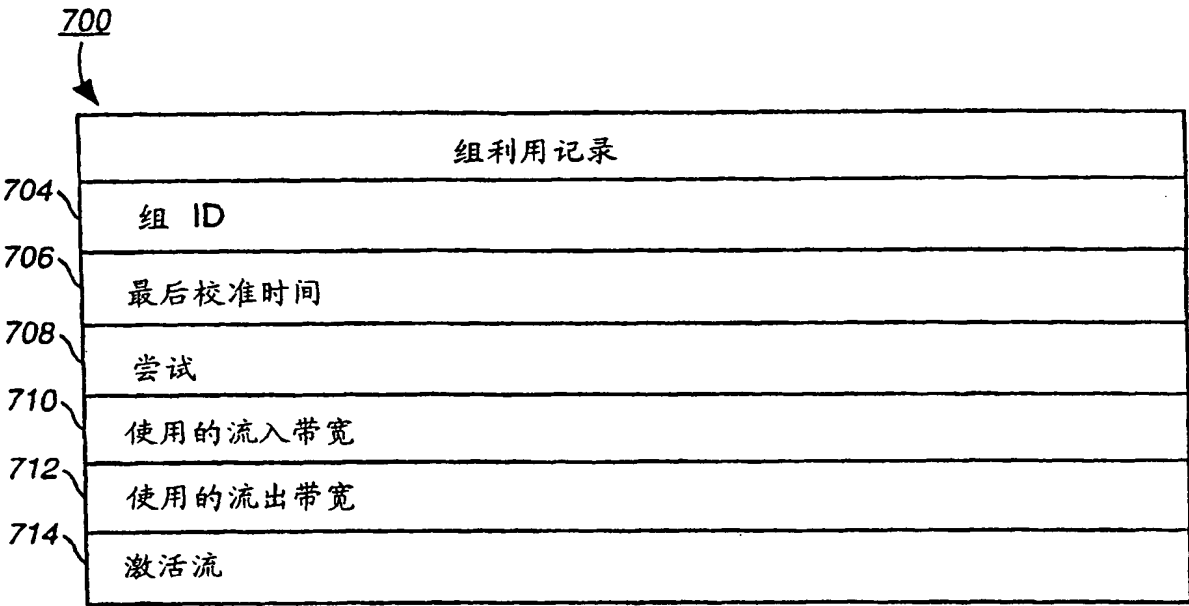 700
组利用记录
704
组 ID
706
最后校准时间
708
尝试
710
使用的流入带宽
712
使用的流出带宽
714
激活流